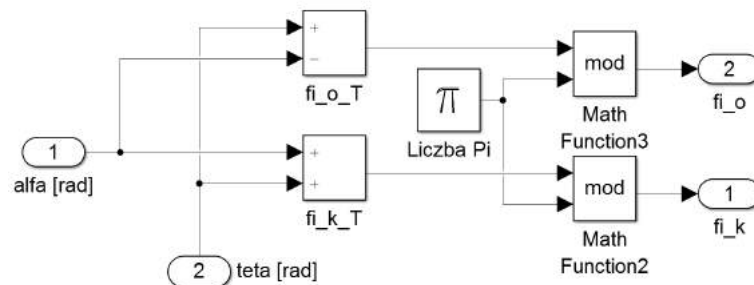 +
−
fi_o_T
π
Liczba Pi
mod
Math
Function3
2
fi_o
1
alfa [rad]
+
+
fi_k_T
mod
Math
Function2
1
fi_k
2
teta [rad]